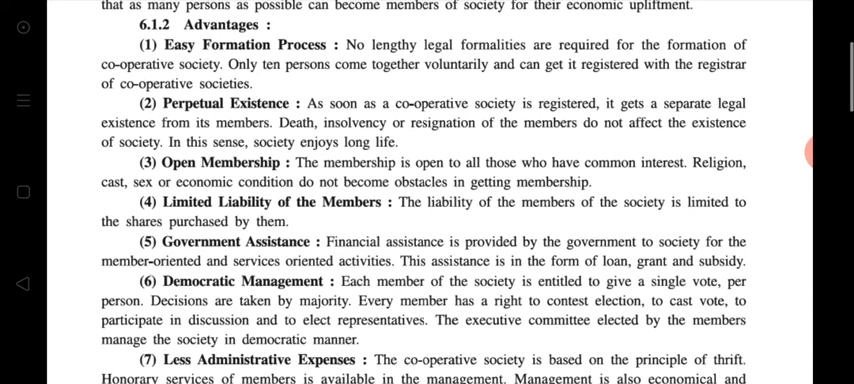 that as many persons as possible can become members of society for their economic upliftment.
6.1.2 Advantages :
(1) Easy Formation Process : No lengthy legal formalities are required for the formation of
co-operative society. Only ten persons come together voluntarily and can get it registered with the registrar
of co-operative societies.
(2) Perpetual Existence : As soon as a co-operative society is registered, it gets a separate legal
existence from its members. Death, insolvency or resignation of the members do not affect the existence
of society. In this sense, society enjoys long life.
(3) Open Membership : The membership is open to all those who have common interest. Religion,
cast, sex or economic condition do not become obstacles in getting membership.
(4) Limited Liability of the Members : The liability of the members of the society is limited to
the shares purchased by them.
(5) Government Assistance : Financial assistance is provided by the government to society for the
member-oriented and services oriented activities. This assistance is in the form of loan, grant and subsidy.
(6) Democratic Management : Each member of the society is entitled to give a single vote, per
person. Decisions are taken by majority. Every member has a right to contest election, to cast vote, to
participate in discussion and to elect representatives. The executive committee elected by the members
manage the society in democratic manner.
(7) Less Administrative Expenses : The co-operative society is based on the principle of thrift.
Honorary services of members is available in the management. Management is also economical and